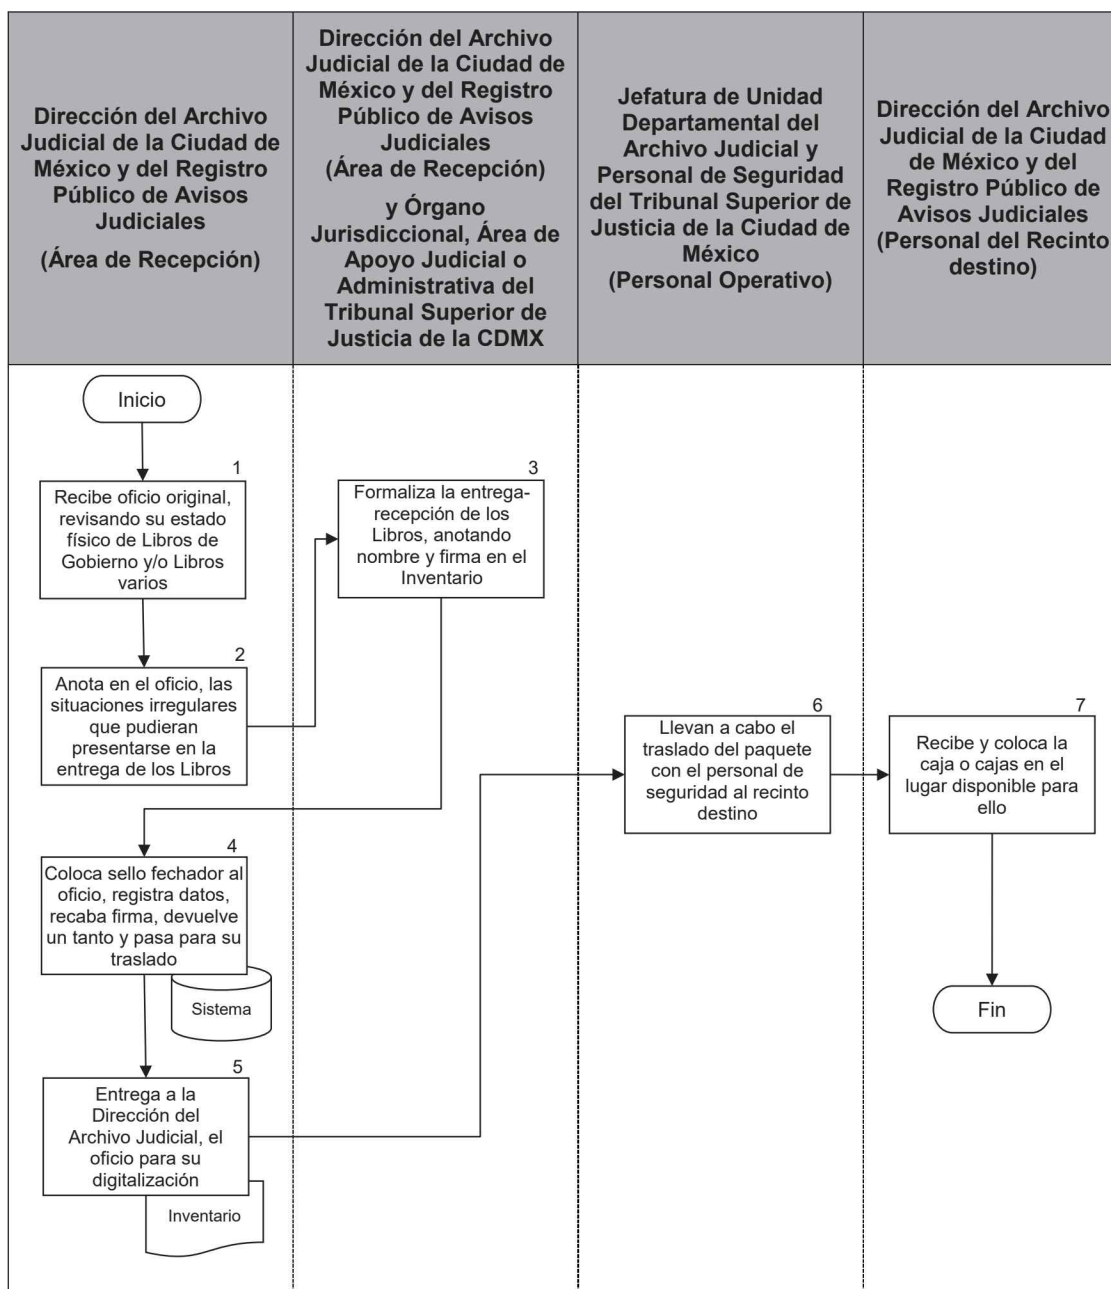 Dirección del Archivo
Judicial de la Ciudad de
México y del Registro
Público de Avisos
Judiciales
(Área de Recepción)
Dirección del Archivo
Judicial de la Ciudad de
México y del Registro
Público de Avisos
Judiciales
(Área de Recepción)
y Órgano
Jurisdiccional, Área de
Apoyo Judicial o
Administrativa del
Tribunal Superior de
Justicia de la CDMX
Jefatura de Unidad
Departamental del
Archivo Judicial y
Personal de Seguridad
del Tribunal Superior de
Justicia de la Ciudad de
México
(Personal Operativo)
Dirección del Archivo
Judicial de la Ciudad
de México y del
Registro Público de
Avisos Judiciales
(Personal del Recinto
destino)
Inicio
1
Recibe oficio original,
revisando su estado
físico de Libros de
Gobierno y/o Libros
varios
2
Anota en el oficio, las
situaciones irregulares
que pudieran
presentarse en la
entrega de los Libros
3
Formaliza la entrega-
recepción de los
Libros, anotando
nombre y firma en el
Inventario
4
Coloca sello fechador al
oficio, registra datos,
recaba firma, devuelve
un tanto y pasa para su
traslado
Sistema
5
Entrega a la
Dirección del
Archivo Judicial, el
oficio para su
digitalización
Inventario
6
Llevan a cabo el
traslado del paquete
con el personal de
seguridad al recinto
destino
7
Recibe y coloca la
caja o cajas en el
lugar disponible para
ello
Fin